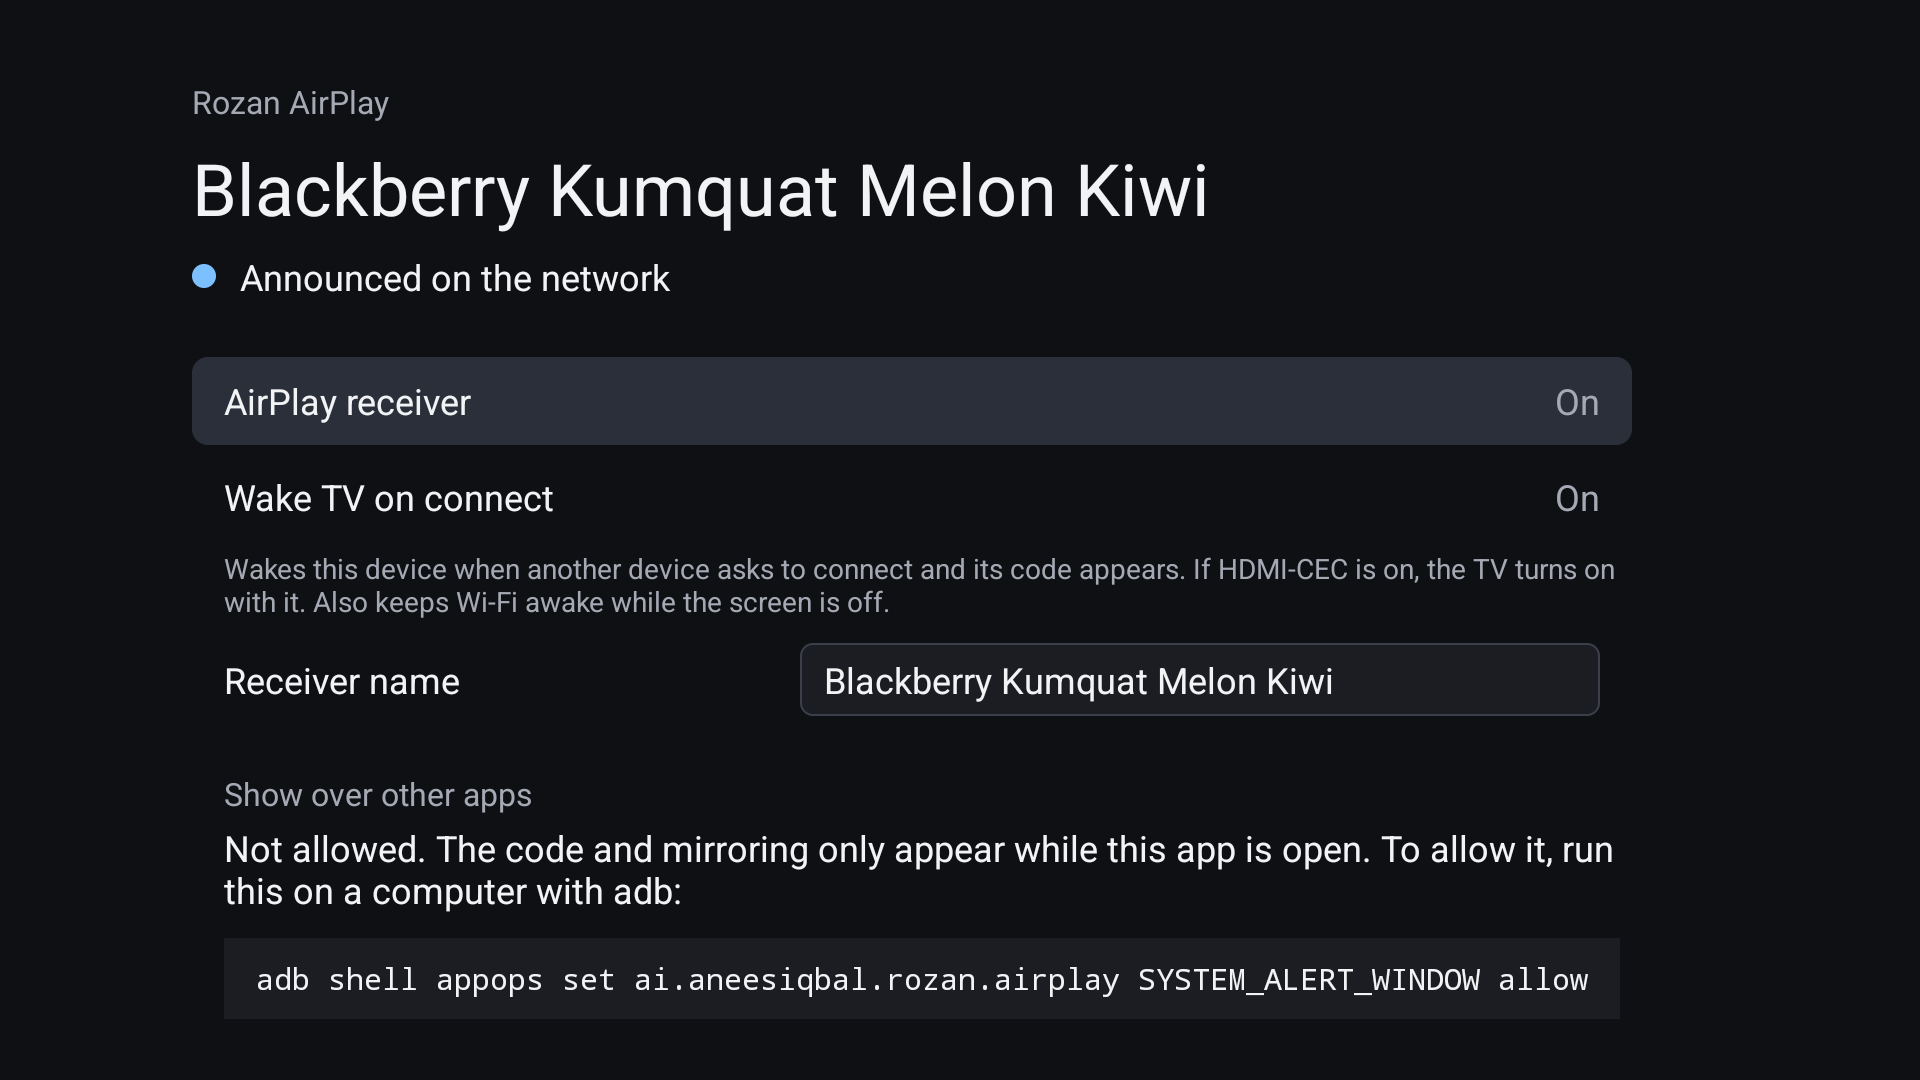 Rozan AirPlay
Blackberry Kumquat Melon Kiwi
Announced on the network
AirPlay receiver On
Wake TV on connect On
Wakes this device when another device asks to connect and its code appears. If HDMI-CEC is on, the TV turns on
with it. Also keeps Wi-Fi awake while the screen is off.
Receiver name Blackberry Kumquat Melon Kiwi
Show over other apps
Not allowed. The code and mirroring only appear while this app is open. To allow it, run
this on a computer with adb:
adb shell appops set ai.aneesiqbal.rozan.airplay SYSTEM_ALERT_WINDOW allow